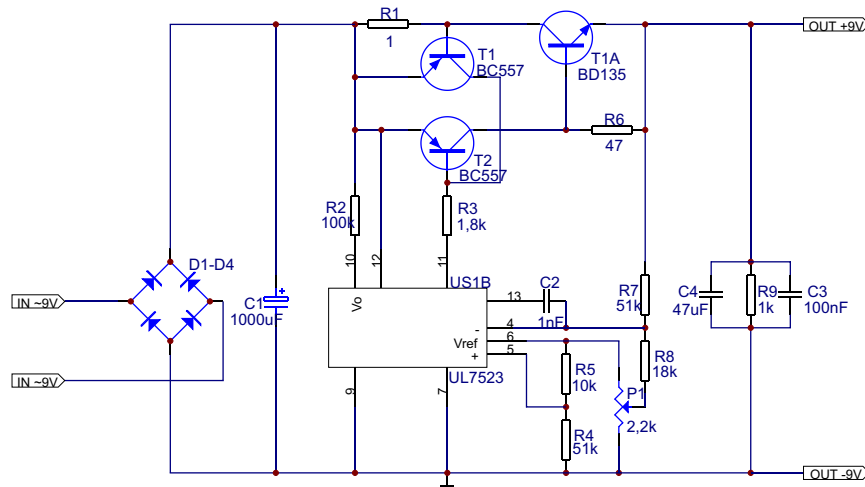 R1
1
OUT +9V
T1
BC557
T1A
BD135
R6
47
T2
BC557
R2
100k
R3
1,8k
D1-D4
10
12
11
US1B
C2
R7
51k
C4
47uF
R9
1k
C3
100nF
IN ~9V
C1
1000uF
+
Vo
13
1nF
4
-
6
Vref
5
+
R8
18k
R5
10k
P1
2,2k
UL7523
IN ~9V
9
7
R4
51k
OUT -9V